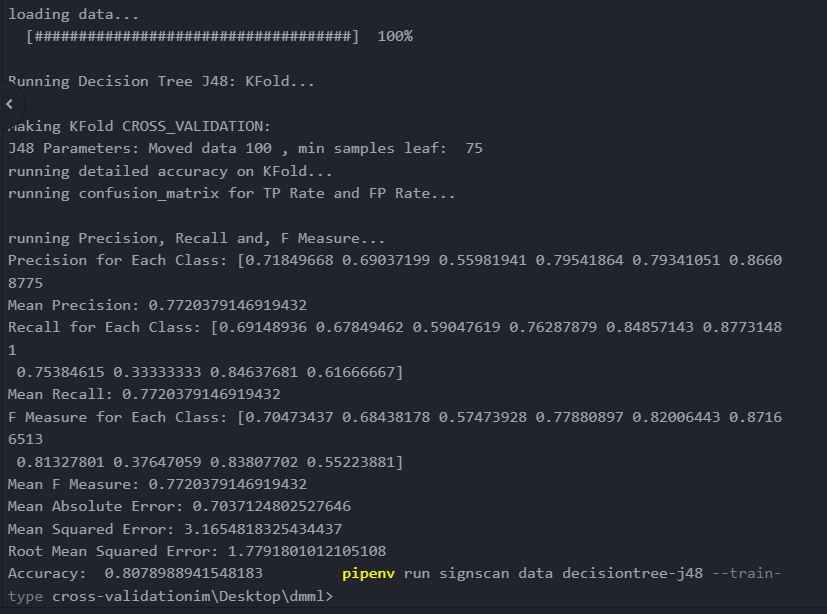 loading data...
[####################################] 100%
Running Decision Tree J48: KFold...
Making KFold CROSS_VALIDATION:
J48 Parameters: Moved data 100 , min samples leaf:  75
running detailed accuracy on KFold...
running confusion_matrix for TP Rate and FP Rate...
running Precision, Recall and, F Measure...
Precision for Each Class: [0.71849668 0.69037199 0.55981941 0.79541864 0.79341051 0.8660
8775
Mean Precision: 0.7720379146919432
Recall for Each Class: [0.69148936 0.67849462 0.59047619 0.76287879 0.84857143 0.8773148
1
0.75384615 0.33333333 0.84637681 0.61666667]
Mean Recall: 0.7720379146919432
F Measure for Each Class: [0.70473437 0.68438178 0.57473928 0.77880897 0.82006443 0.8716
6513
0.81327801 0.37647059 0.83807702 0.55223881]
Mean F Measure: 0.7720379146919432
Mean Absolute Error: 0.7037124802527646
Mean Squared Error: 3.1654818325434437
Root Mean Squared Error: 1.7791801012105108
Accuracy:  0.8078988941548183 pipenv run signscan data decisiontree-j48 --train-
type cross-validationim\Desktop\dmml>